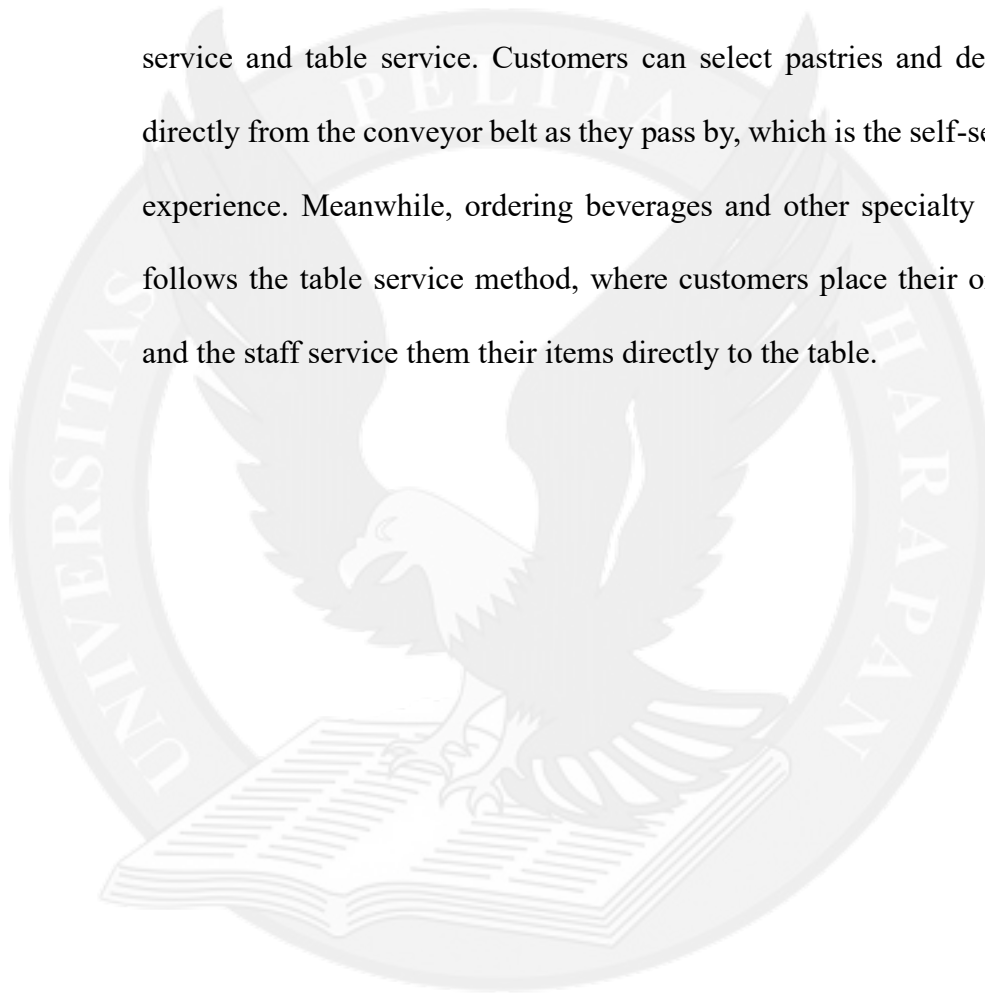 service and table service. Customers can select pastries and de
directly from the conveyor belt as they pass by, which is the self-se
experience. Meanwhile, ordering beverages and other specialty
follows the table service method, where customers place their o
and the staff service them their items directly to the table.
PELITA
UNIVERSITAS
HARAPAN